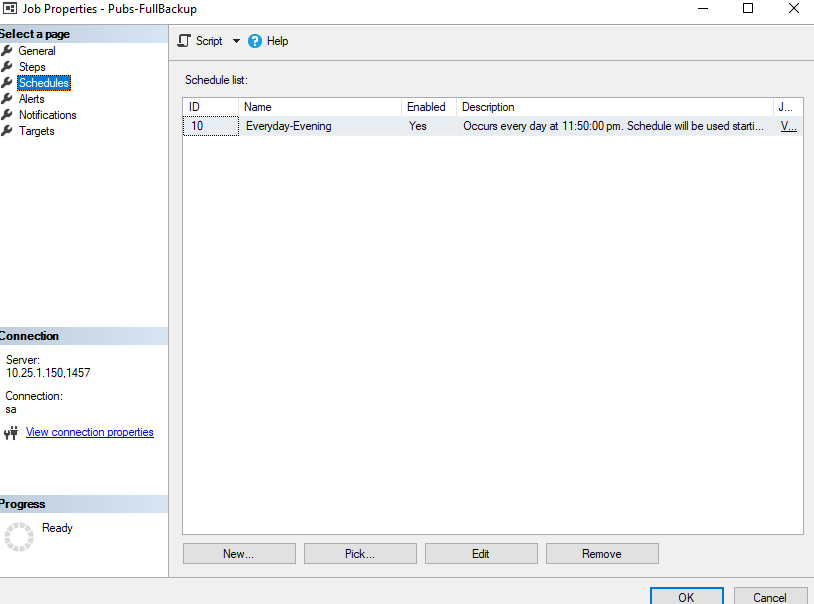 Job Properties - Pubs-FullBackup
Select a page
General
Steps
Schedules
Alerts
Notifications
Targets
Connection
Server:
10.25.1.150,1457
Connection:
sa
View connection properties
Progress
Ready
Script
Help
Schedule list:
ID Name Enabled Description J...
10 Everyday-Evening Yes Occurs every day at 11:50:00 pm. Schedule will be used starti... V...
New... Pick... Edit Remove
OK Cancel